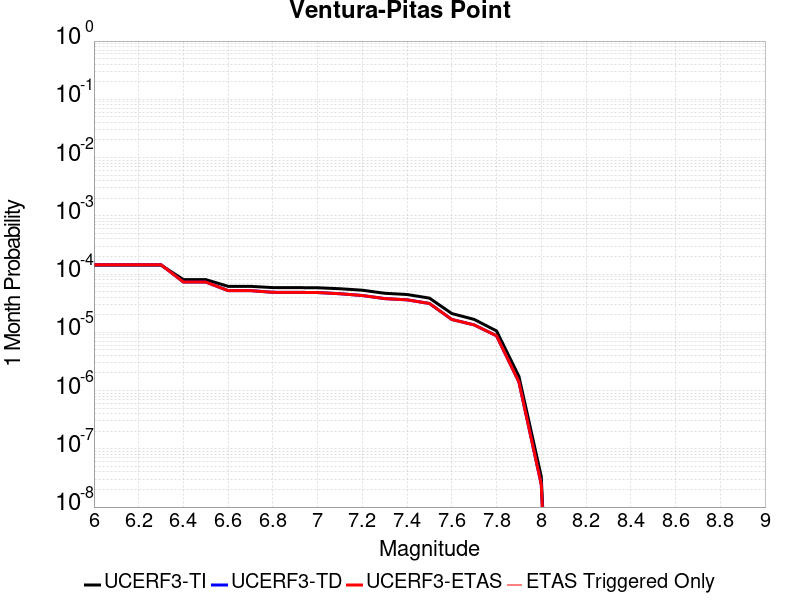 Ventura-Pitas Point
10^0
10^-1
10^-2
10^-3
10^-4
10^-5
10^-6
10^-7
10^-8
1 Month Probability
6 6.2 6.4 6.6 6.8 7 7.2 7.4 7.6 7.8 8 8.2 8.4 8.6 8.8 9
Magnitude
UCERF3-TI UCERF3-TD UCERF3-ETAS ETAS Triggered Only